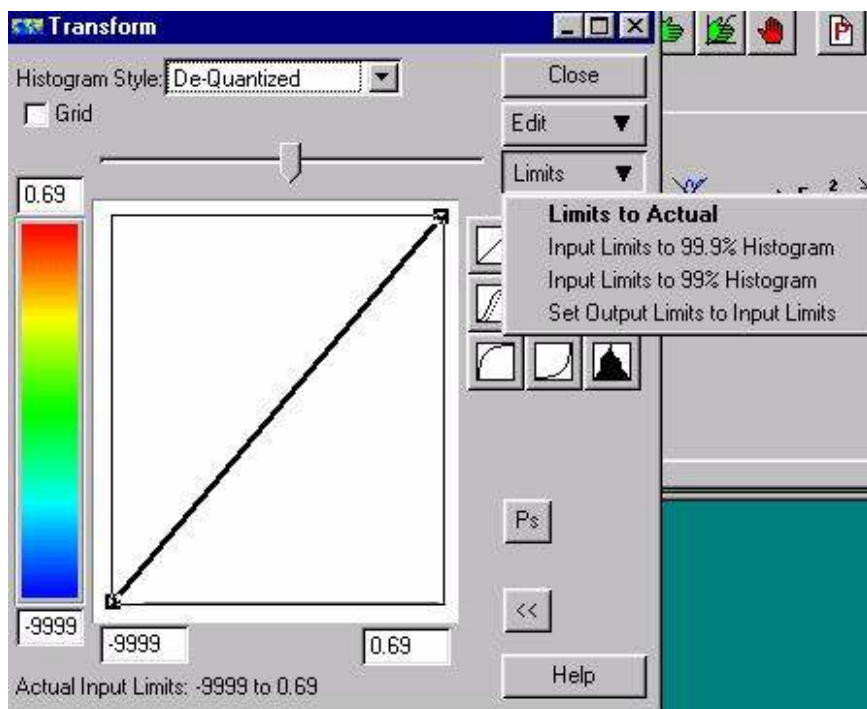 Transform
Histogram Style: De-Quantized
Close
Grid
Edit
Limits
0.69
Limits to Actual
Input Limits to 99.9% Histogram
Input Limits to 99% Histogram
Set Output Limits to Input Limits
Ps
<<
-9999
-9999
0.69
Help
Actual Input Limits: -9999 to 0.69
P
2